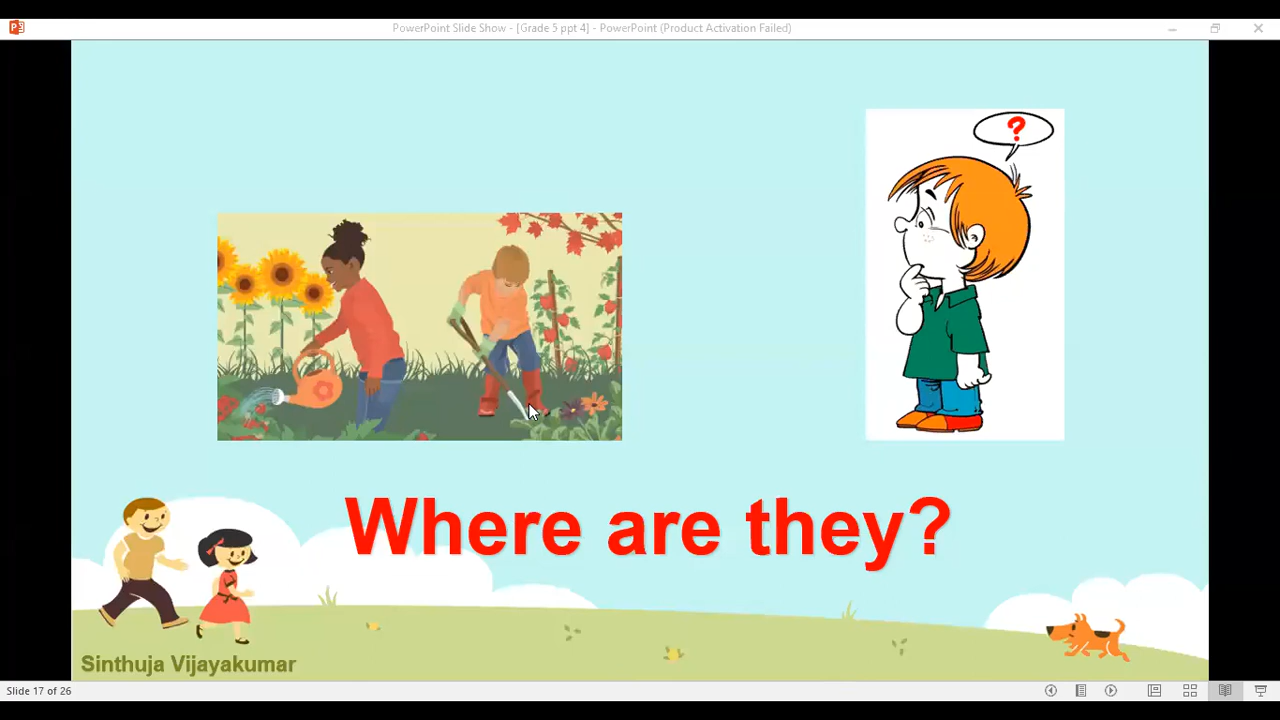 PowerPoint Slide Show - [Grade 5 ppt 4] - PowerPoint (Product Activation Failed)
?
Where are they?
Sinthuja Vijayakumar
Slide 17 of 26